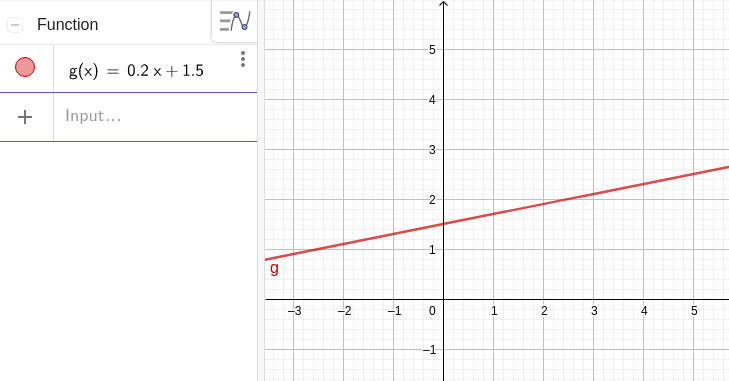 Function
g(x) = 0.2 x + 1.5
Input...
5
4
3
2
1
g
–3 –2 –1 0 1 2 3 4 5
–1